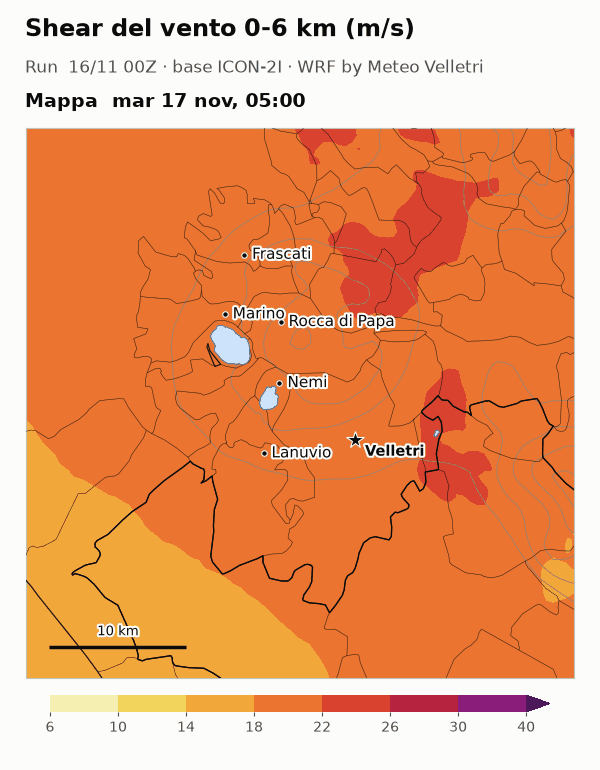 Shear del vento 0-6 km (m/s)
Run  16/11 00Z · base ICON-2I · WRF by Meteo Velletri
Mappa  mar 17 nov, 05:00
Frascati
Marino
Rocca di Papa
Nemi
Velletri
Lanuvio
10 km
6 10 14 18 22 26 30 40